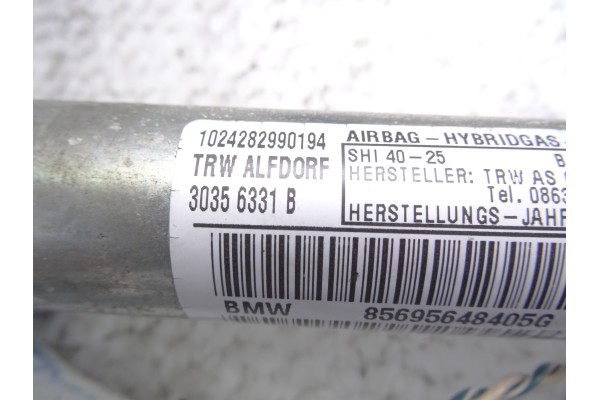 1024282990194
TRW ALFDORF
3035 6331 B
AIRBAG-HYBRIDGAS-
SHI 40-25 B
HERSTELLER: TRW AS
Tel. 0863
HERSTELLUNGS-JAHR
BMW 85695648405G